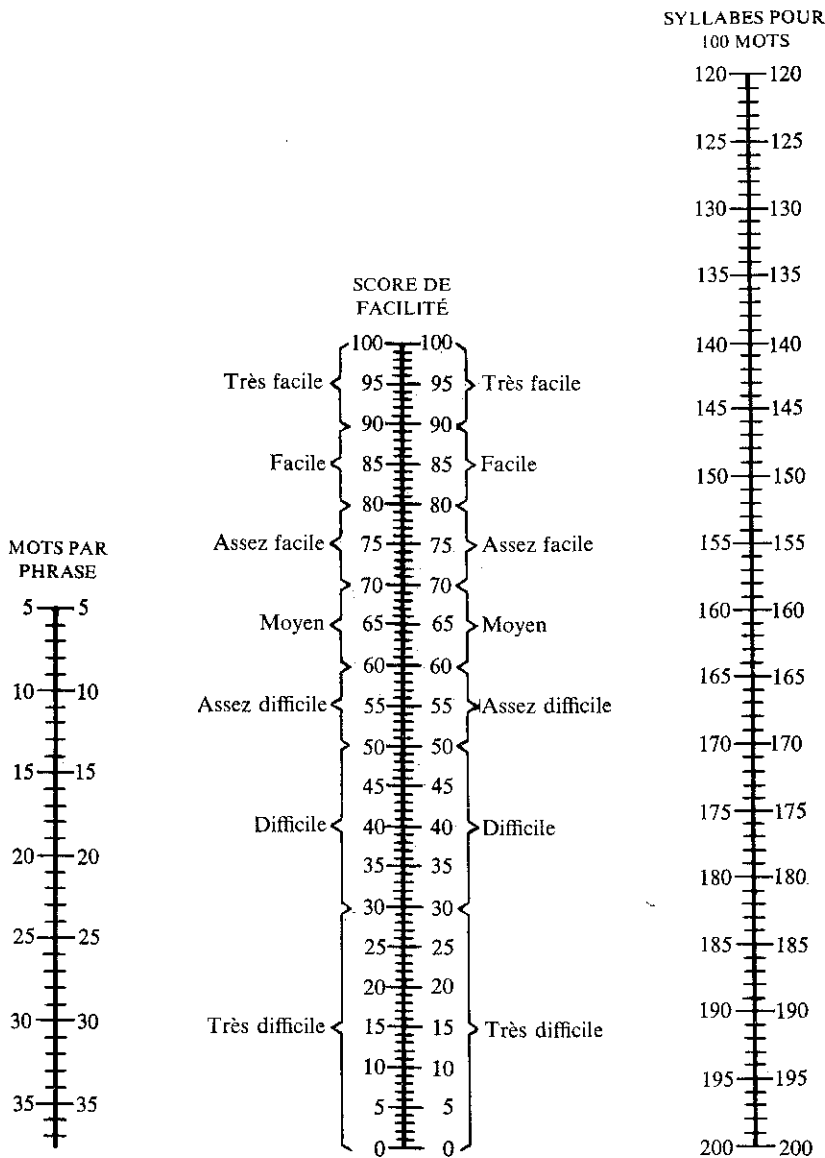 MOTS PAR
PHRASE
5 5
10 10
15 15
20 20
25 25
30 30
35 35
SCORE DE
FACILITÉ
100 100
Très facile 95 95 Très facile
90 90
Facile 85 85 Facile
80 80
Assez facile 75 75 Assez facile
70 70
Moyen 65 65 Moyen
60 60
Assez difficile 55 55 Assez difficile
50 50
45 45
Difficile 40 40 Difficile
35 35
30 30
25 25
20 20
Très difficile 15 15 Très difficile
10 10
5 5
0 0
SYLLABES POUR
100 MOTS
120 120
125 125
130 130
135 135
140 140
145 145
150 150
155 155
160 160
165 165
170 170
175 175
180 180
185 185
190 190
195 195
200 200